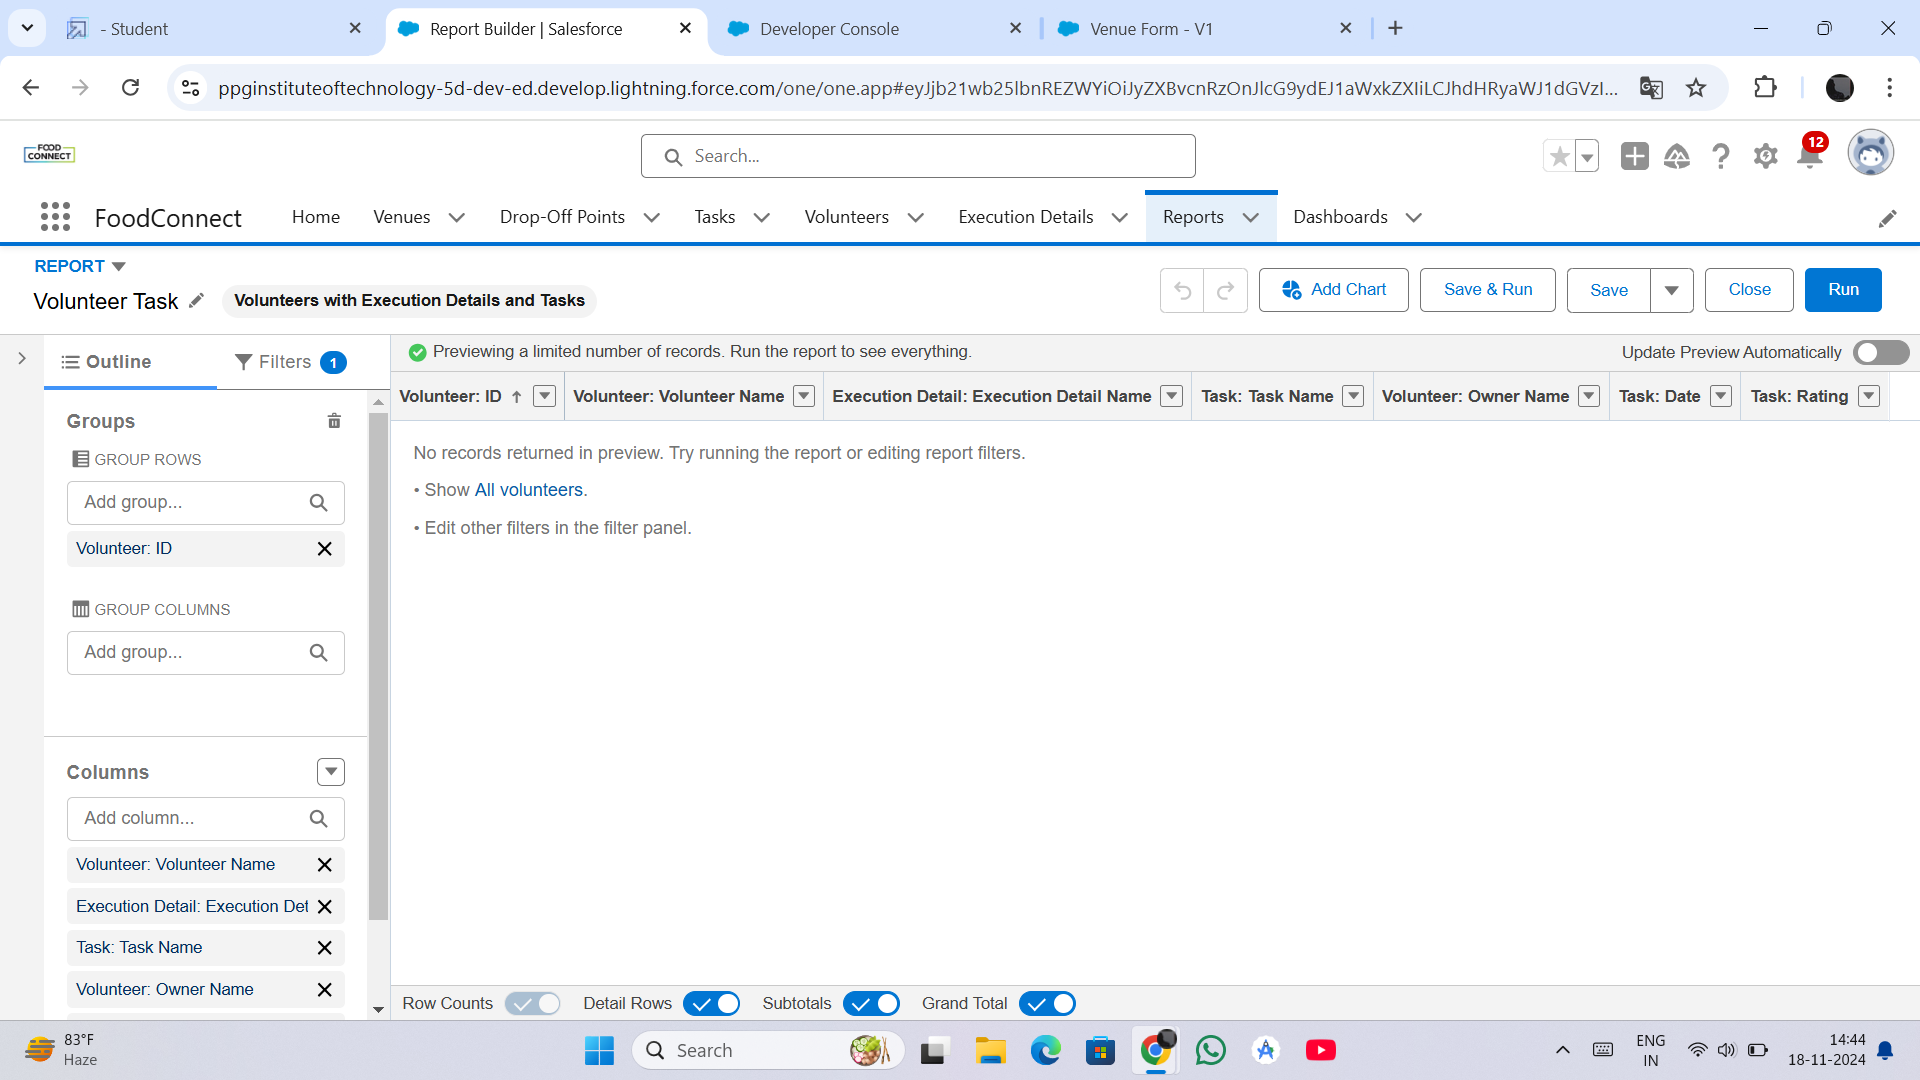 - Student
Report Builder | Salesforce
Developer Console
Venue Form - V1
ppginstituteoftechnology-5d-dev-ed.develop.lightning.force.com/one/one.app#eyJjb21wb25lbnREZWYiOiJyZXBvcnRzOnJlcG9ydEJ1aWxkZXIiLCJhdHRyaWJ1dGVzI...
FOOD
CONNECT
Search...
12
FoodConnect
Home
Venues
Drop-Off Points
Tasks
Volunteers
Execution Details
Reports
Dashboards
REPORT
Volunteer Task
Volunteers with Execution Details and Tasks
Add Chart
Save & Run
Save
Close
Run
Outline
Filters 1
Previewing a limited number of records. Run the report to see everything.
Update Preview Automatically
Groups
GROUP ROWS
Add group...
Volunteer: ID
GROUP COLUMNS
Add group...
Columns
Add column...
Volunteer: Volunteer Name
Execution Detail: Execution Det
Task: Task Name
Volunteer: Owner Name
Volunteer: ID
Volunteer: Volunteer Name
Execution Detail: Execution Detail Name
Task: Task Name
Volunteer: Owner Name
Task: Date
Task: Rating
No records returned in preview. Try running the report or editing report filters.
• Show All volunteers.
• Edit other filters in the filter panel.
Row Counts
Detail Rows
Subtotals
Grand Total
83°F
Haze
Search
ENG
IN
14:44
18-11-2024